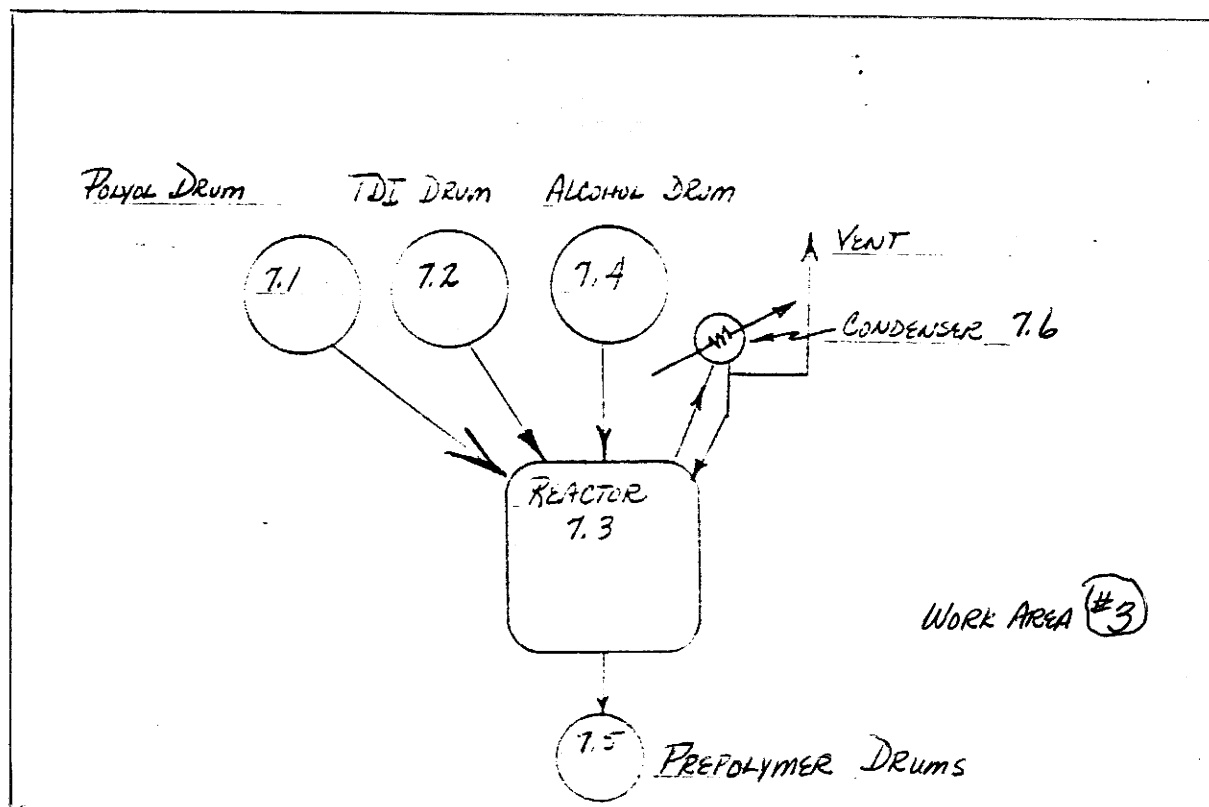 Polyol Drum TDI Drum Alcohol Drum
7.1 7.2 7.4
Vent
Condenser 7.6
Reactor
7.3
Work Area #3
7.5 Prepolymer Drums